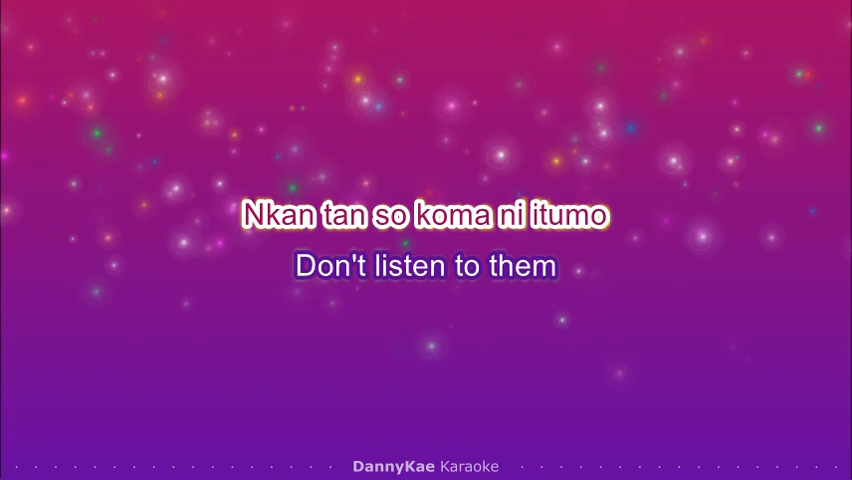 Nkan tan so koma ni itumo
Don't listen to them
DannyKae Karaoke